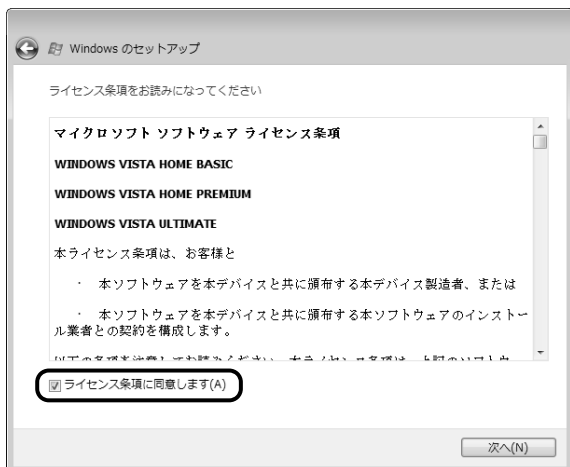 Windows のセットアップ
ライセンス条項をお読みになってください
マイクロソフト ソフトウェア ライセンス条項
WINDOWS VISTA HOME BASIC
WINDOWS VISTA HOME PREMIUM
WINDOWS VISTA ULTIMATE
本ライセンス条項は、お客様と
· 本ソフトウェアを本デバイスと共に頒布する本デバイス製造者、または
· 本ソフトウェアを本デバイスと共に頒布する本ソフトウェアのインストー
ル業者との契約を構成します。
ライセンス条項に同意します(A)
次へ(N)